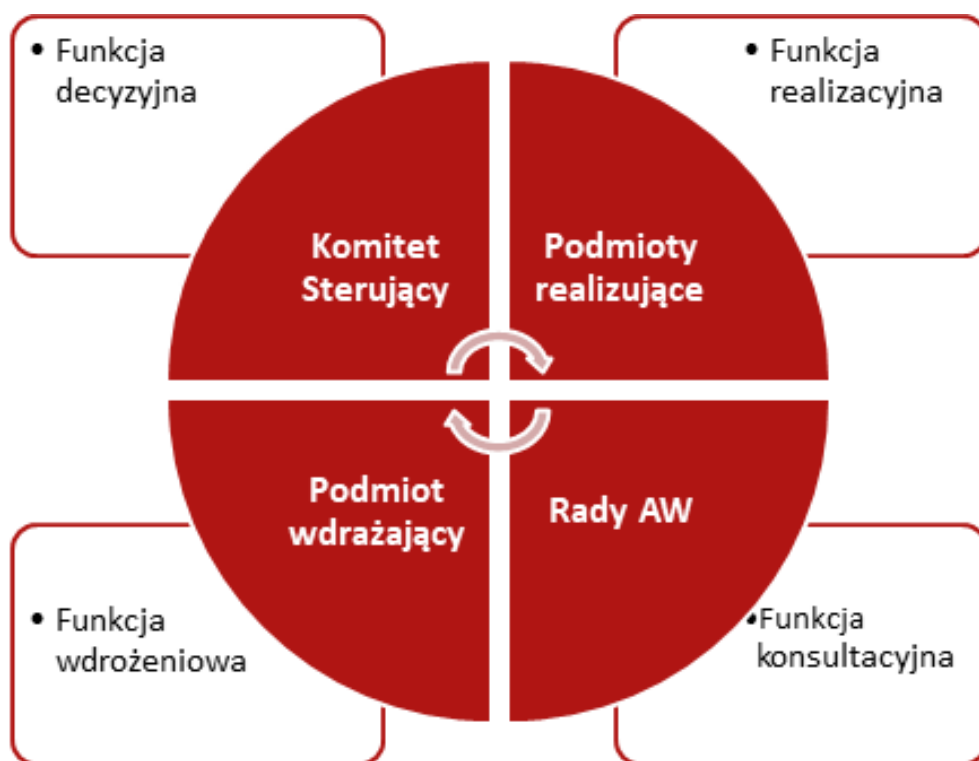 • Funkcja
decyzyjna
• Funkcja
realizacyjna
Komitet
Sterujący
Podmioty
realizujące
Podmiot
wdrażający
Rady AW
• Funkcja
wdrożeniowa
•Funkcja
konsultacyjna